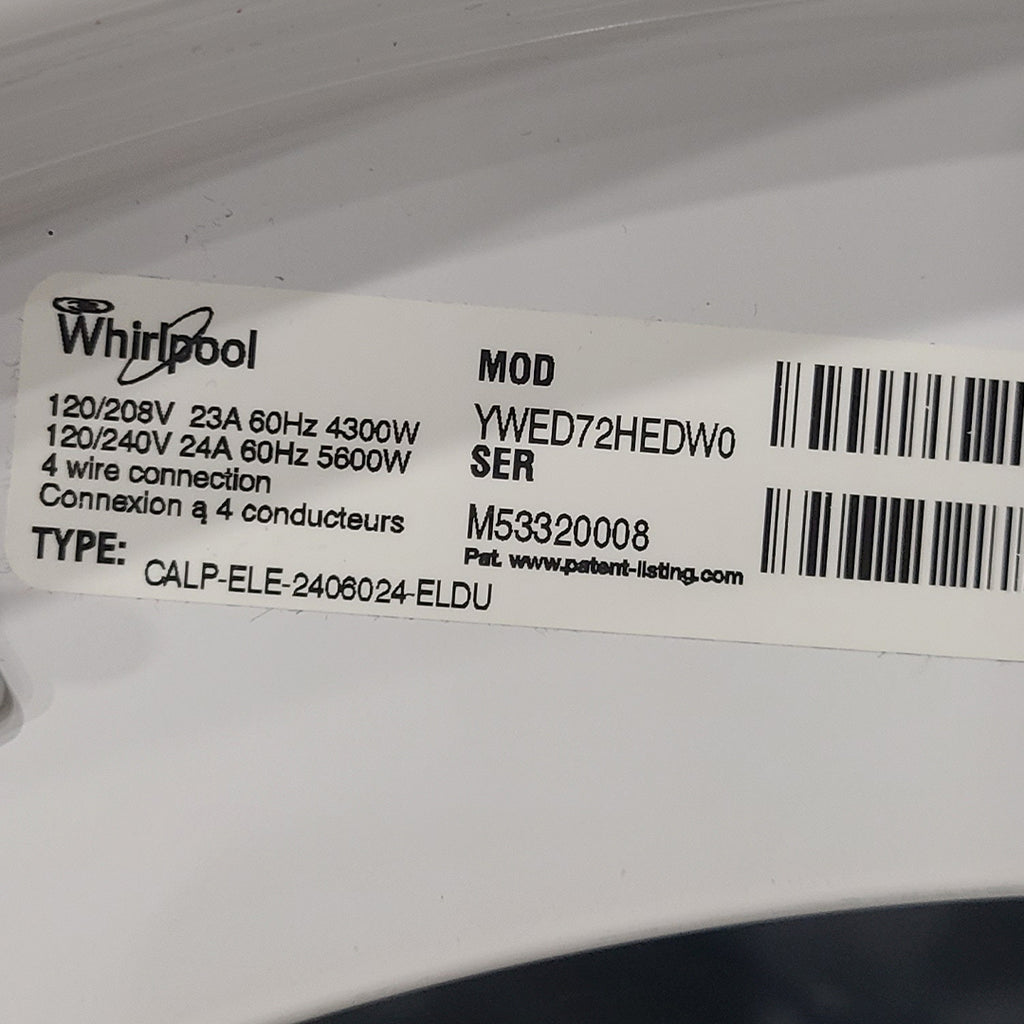 Whirlpool
120/208V 23A 60Hz 4300W
120/240V 24A 60Hz 5600W
4 wire connection
Connexion ą 4 conducteurs
TYPE: CALP-ELE-2406024-ELDU
MOD
YWED72HEDW0
SER
M53320008
Pat. www.patent-listing.com